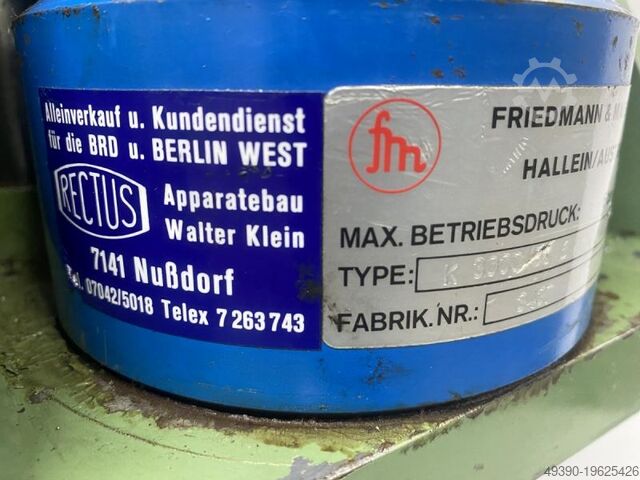 Alleinverkauf u. Kundendienst
für die BRD u. BERLIN WEST
RECTUS
Apparatebau
Walter Klein
7141 Nußdorf
Tel. 07042/5018 Telex 7 263 743
fm
FRIEDMANN &
HALLEIN/AUS
MAX. BETRIEBSDRUCK:
TYPE: K
FABRIK.NR.:
49390-19625426